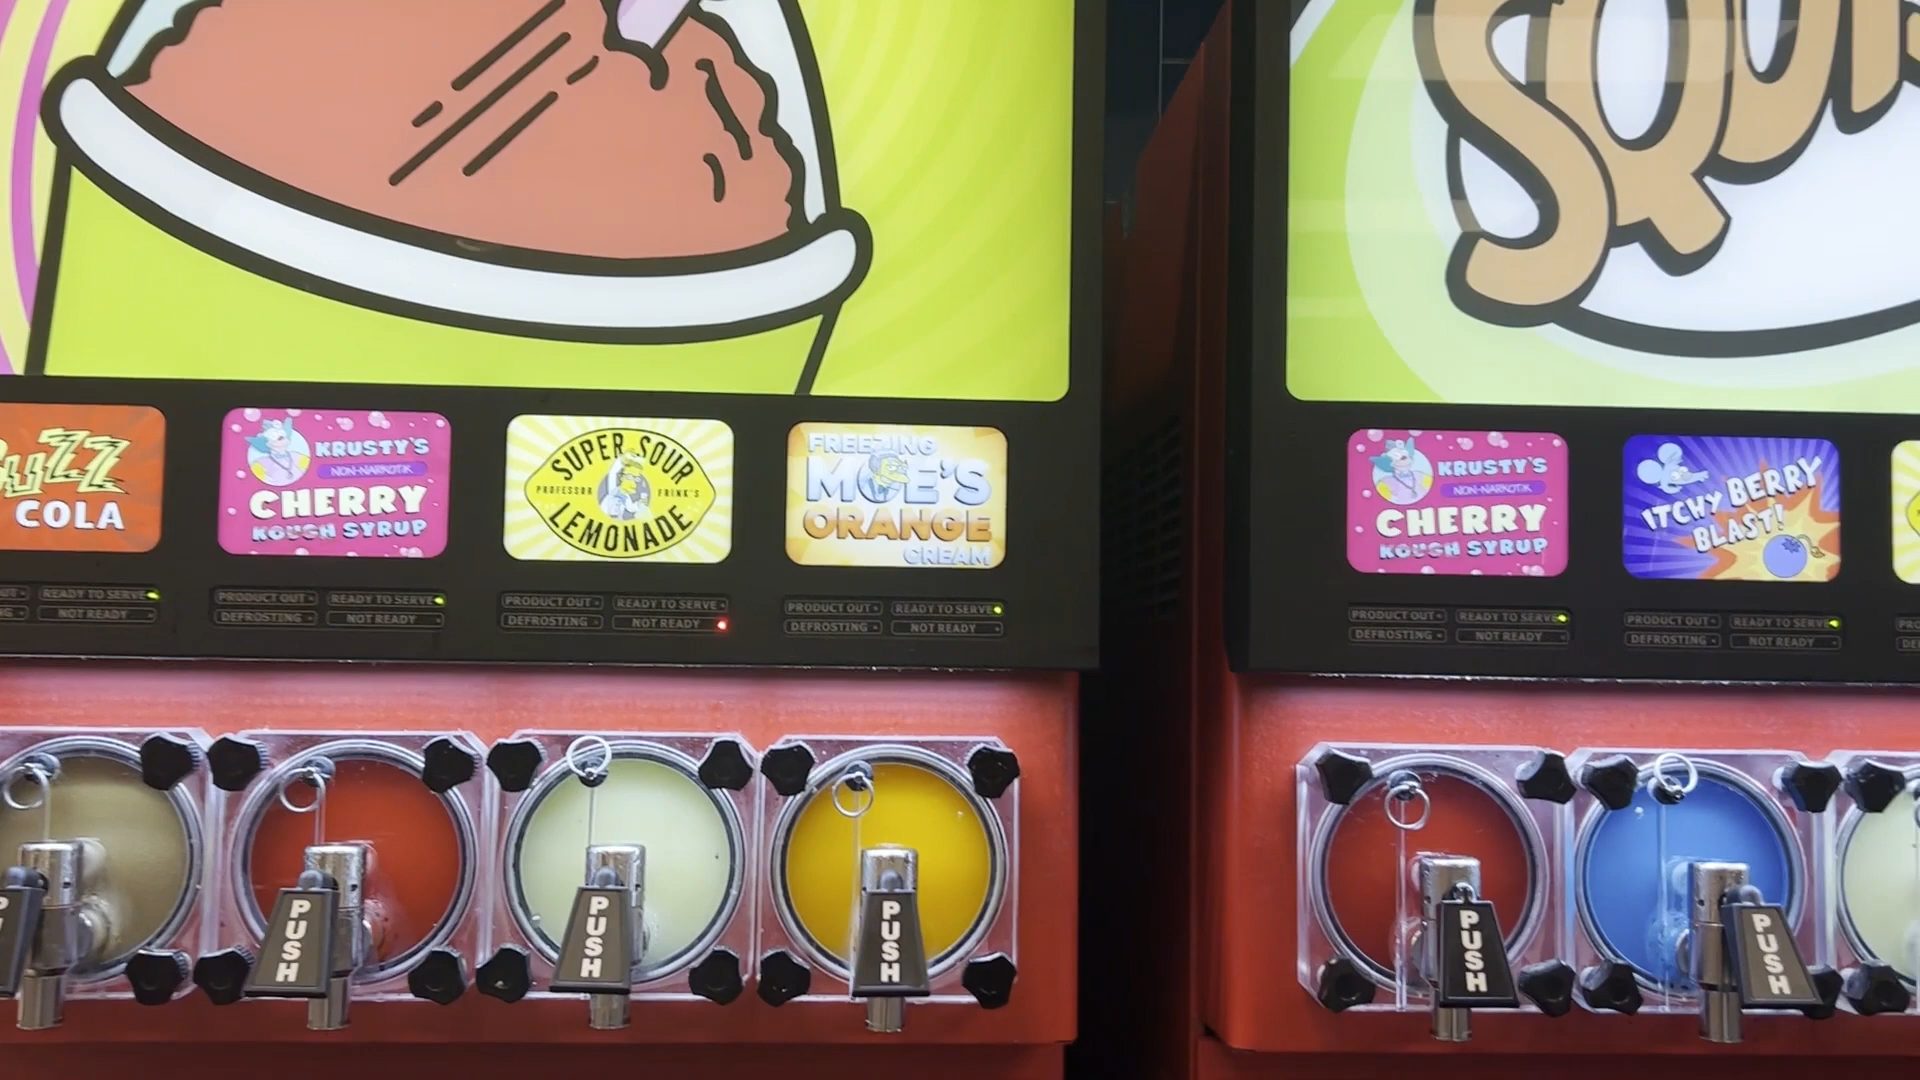 SQUI
BUZZ
COLA
KRUSTY'S
NON-NARKOTIK
CHERRY
KOUGH SYRUP
SUPER SOUR
PROFESSOR FRINK'S
LEMONADE
FREEZING
MOE'S
ORANGE
CREAM
KRUSTY'S
NON-NARKOTIK
CHERRY
KOUGH SYRUP
ITCHY BERRY
BLAST!
READY TO SERVE
NOT READY
PRODUCT OUT READY TO SERVE
DEFROSTING NOT READY
PRODUCT OUT READY TO SERVE
DEFROSTING NOT READY
PRODUCT OUT READY TO SERVE
DEFROSTING NOT READY
PRODUCT OUT READY TO SERVE
DEFROSTING NOT READY
PRODUCT OUT READY TO SERVE
DEFROSTING NOT READY
PUSH
PUSH
PUSH
PUSH
PUSH